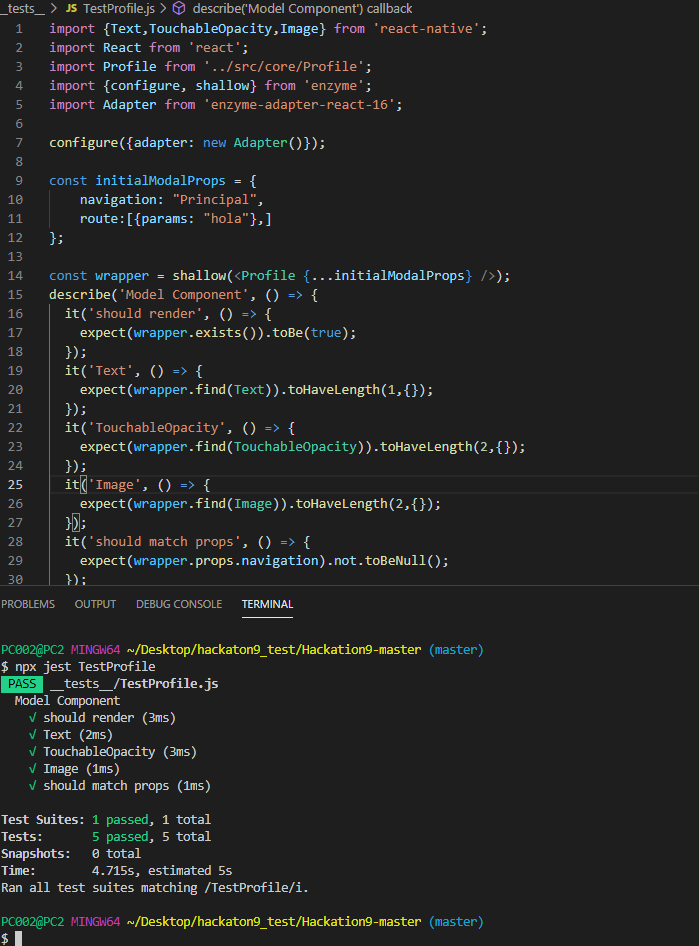 _tests_ > JS TestProfile.js > describe('Model Component') callback
1 import {Text,TouchableOpacity,Image} from 'react-native';
2 import React from 'react';
3 import Profile from '../src/core/Profile';
4 import {configure, shallow} from 'enzyme';
5 import Adapter from 'enzyme-adapter-react-16';
6
7 configure({adapter: new Adapter()});
8
9 const initialModalProps = {
10 navigation: "Principal",
11 route:[{params: "hola"},]
12 };
13
14 const wrapper = shallow(<Profile {...initialModalProps} />);
15 describe('Model Component', () => {
16 it('should render', () => {
17 expect(wrapper.exists()).toBe(true);
18 });
19 it('Text', () => {
20 expect(wrapper.find(Text)).toHaveLength(1,{});
21 });
22 it('TouchableOpacity', () => {
23 expect(wrapper.find(TouchableOpacity)).toHaveLength(2,{});
24 });
25 it('Image', () => {
26 expect(wrapper.find(Image)).toHaveLength(2,{});
27 });
28 it('should match props', () => {
29 expect(wrapper.props.navigation).not.toBeNull();
30 });
PROBLEMS OUTPUT DEBUG CONSOLE TERMINAL
PC002@PC2 MINGW64 ~/Desktop/hackaton9_test/Hackation9-master (master)
$ npx jest TestProfile
PASS __tests__/TestProfile.js
Model Component
√ should render (3ms)
√ Text (2ms)
√ TouchableOpacity (3ms)
√ Image (1ms)
√ should match props (1ms)
Test Suites: 1 passed, 1 total
Tests: 5 passed, 5 total
Snapshots: 0 total
Time: 4.715s, estimated 5s
Ran all test suites matching /TestProfile/i.
PC002@PC2 MINGW64 ~/Desktop/hackaton9_test/Hackation9-master (master)
$